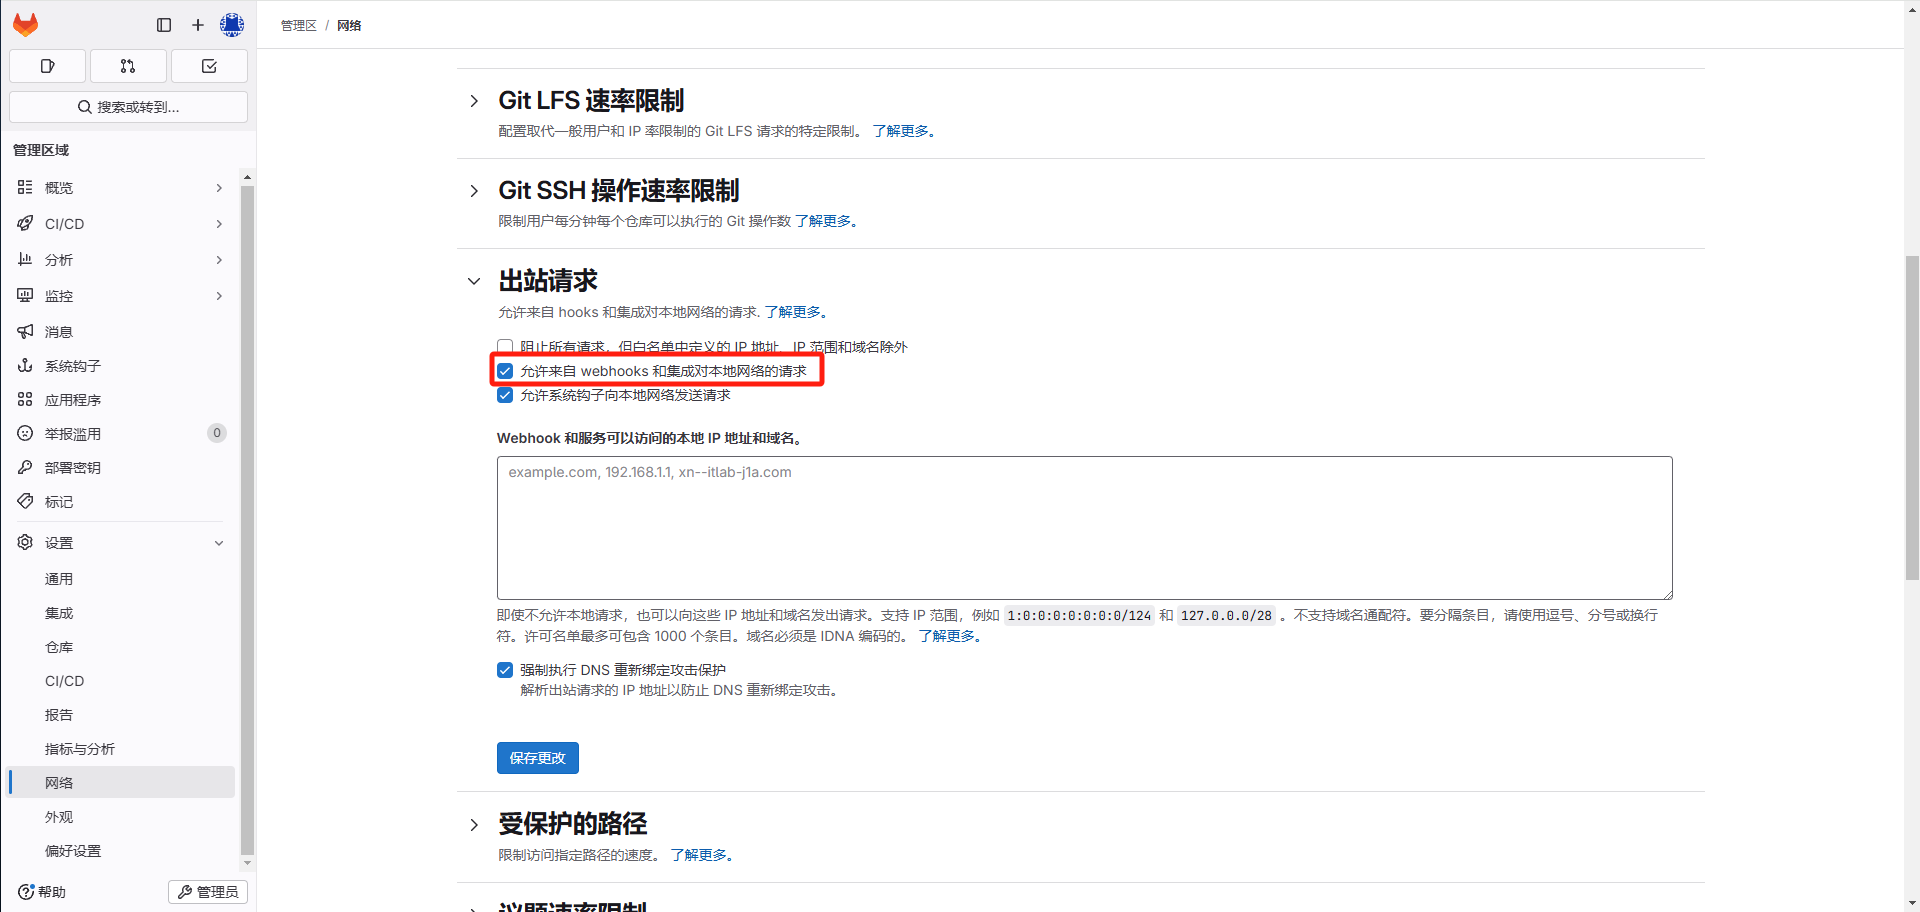 管理区 / 网络
搜索或转到...
管理区域
概览
CI/CD
分析
监控
消息
系统钩子
应用程序
举报滥用 0
部署密钥
标记
设置
通用
集成
仓库
CI/CD
报告
指标与分析
网络
外观
偏好设置
帮助
管理员
Git LFS 速率限制
配置取代一般用户和 IP 率限制的 Git LFS 请求的特定限制。 了解更多。
Git SSH 操作速率限制
限制用户每分钟每个仓库可以执行的 Git 操作数 了解更多。
出站请求
允许来自 hooks 和集成对本地网络的请求. 了解更多。
阻止所有请求，但白名单中定义的 IP 地址、IP 范围和域名除外
允许来自 webhooks 和集成对本地网络的请求
允许系统钩子向本地网络发送请求
Webhook 和服务可以访问的本地 IP 地址和域名。
example.com, 192.168.1.1, xn--itlab-j1a.com
即使不允许本地请求，也可以向这些 IP 地址和域名发出请求。支持 IP 范围，例如 1:0:0:0:0:0:0:0/124 和 127.0.0.0/28 。不支持域名通配符。要分隔条目，请使用逗号、分号或换行
符。许可名单最多可包含 1000 个条目。域名必须是 IDNA 编码的。 了解更多。
强制执行 DNS 重新绑定攻击保护
解析出站请求的 IP 地址以防止 DNS 重新绑定攻击。
保存更改
受保护的路径
限制访问指定路径的速度。 了解更多。
议题速率限制